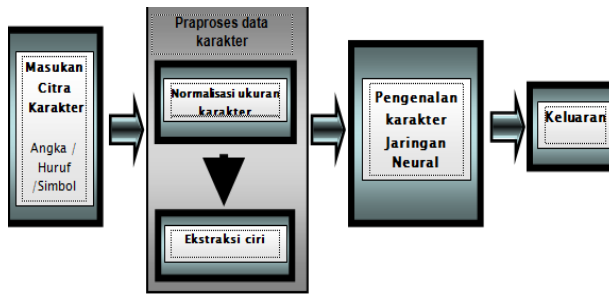 Masukan
Citra
Karakter
Angka /
Huruf
/Simbol
Praproses data
karakter
Normalisasi ukuran
karakter
Ekstraksi ciri
Pengenalan
karakter
Jaringan
Neural
Keluaran